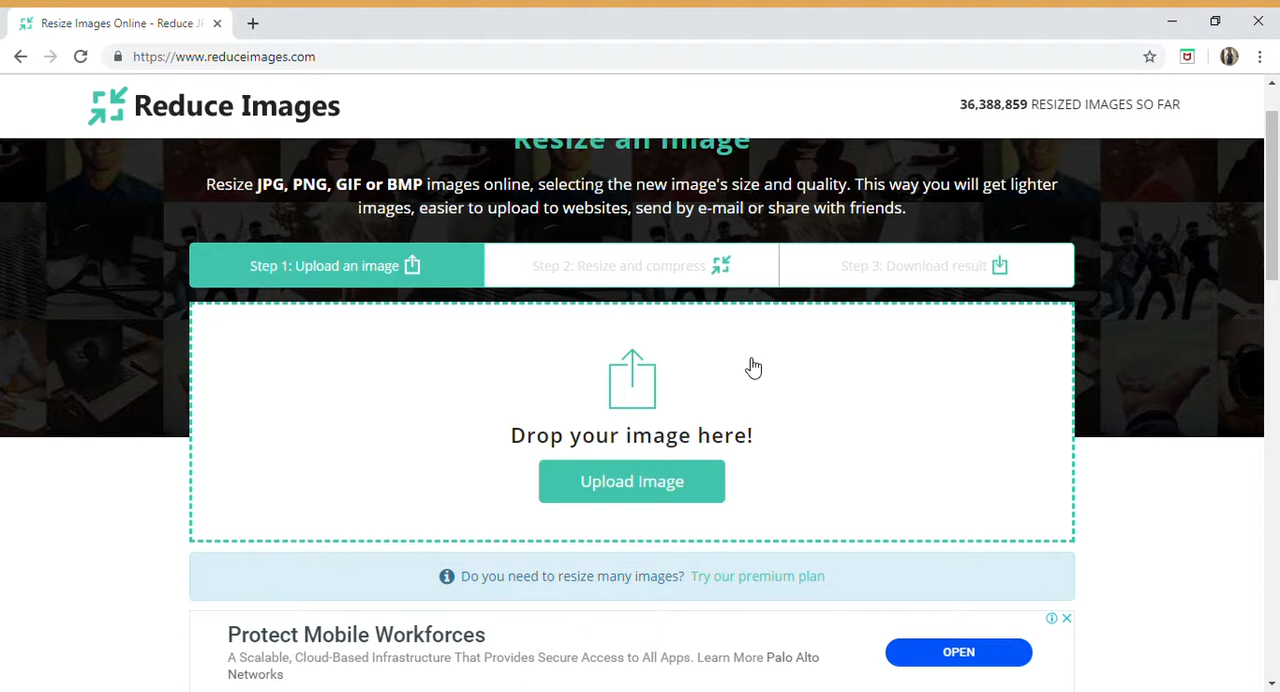 Resize Images Online - Reduce J
https://www.reduceimages.com
Reduce Images
36,388,859 RESIZED IMAGES SO FAR
Resize an Image
Resize JPG, PNG, GIF or BMP images online, selecting the new image's size and quality. This way you will get lighter
images, easier to upload to websites, send by e-mail or share with friends.
Step 1: Upload an image
Step 2: Resize and compress
Step 3: Download result
Drop your image here!
Upload Image
Do you need to resize many images? Try our premium plan
Protect Mobile Workforces
A Scalable, Cloud-Based Infrastructure That Provides Secure Access to All Apps. Learn More Palo Alto
Networks
OPEN